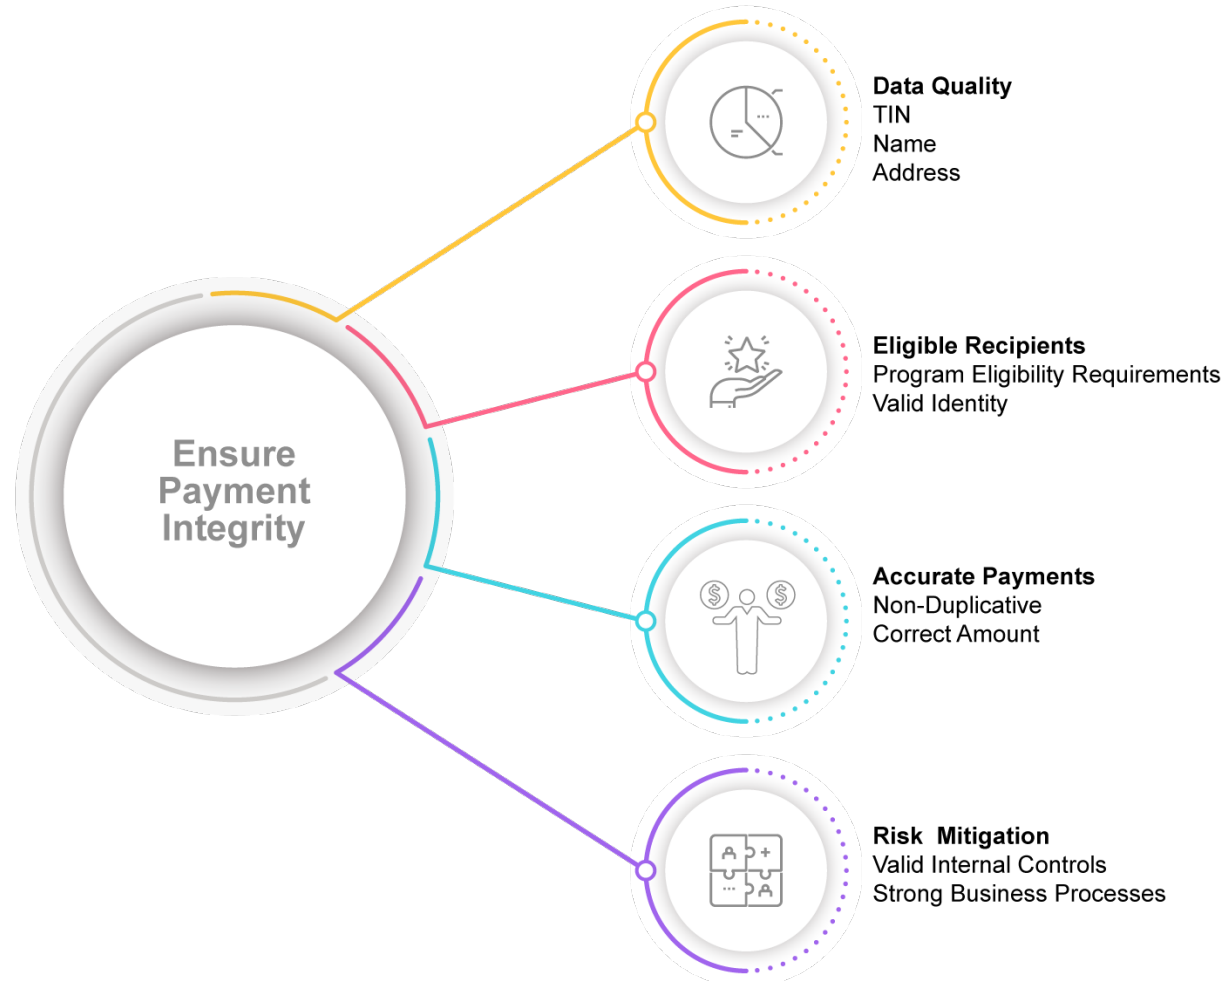 Ensure
Payment
Integrity
Data Quality
TIN
Name
Address
Eligible Recipients
Program Eligibility Requirements
Valid Identity
$ $
Accurate Payments
Non-Duplicative
Correct Amount
Risk  Mitigation
Valid Internal Controls
Strong Business Processes